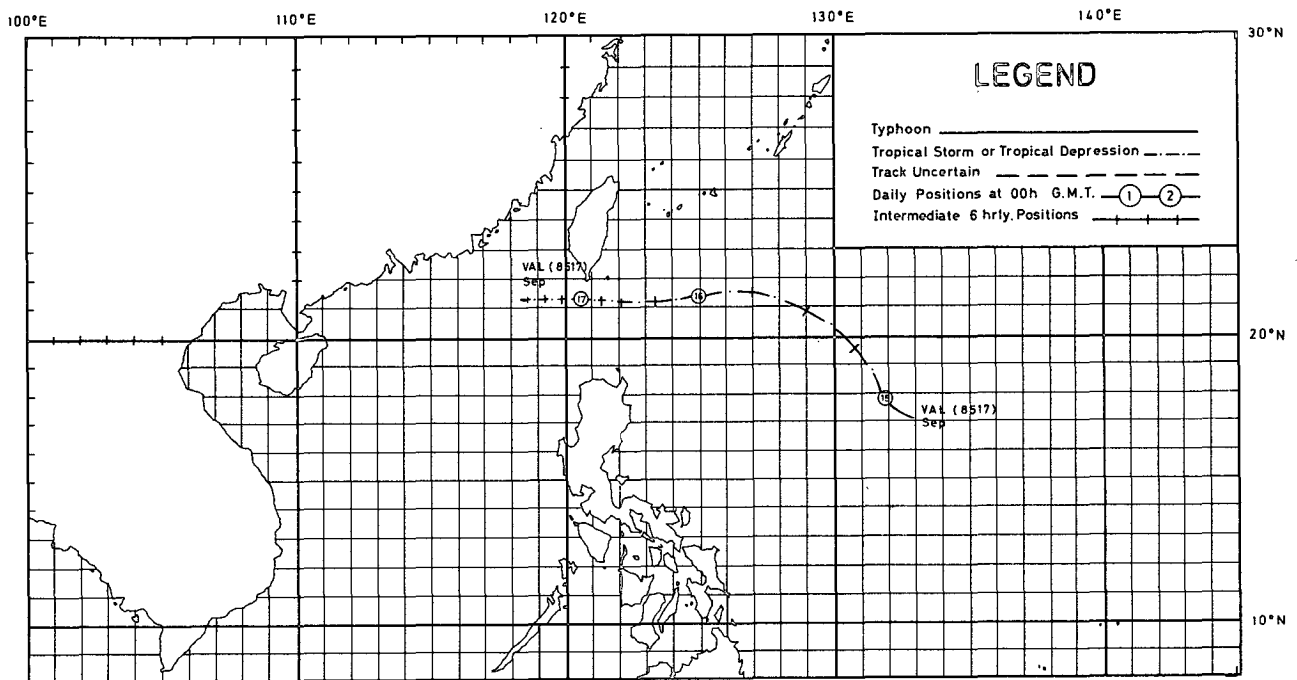 100°E 110°E 120°E 130°E 140°E
30°N
LEGEND
Typhoon
Tropical Storm or Tropical Depression
Track Uncertain
Daily Positions at 00h G.M.T. 1 2
Intermediate 6 hrly. Positions
VAL (8517)
Sep
17 16
20°N
15
VAL (8517)
Sep
10°N